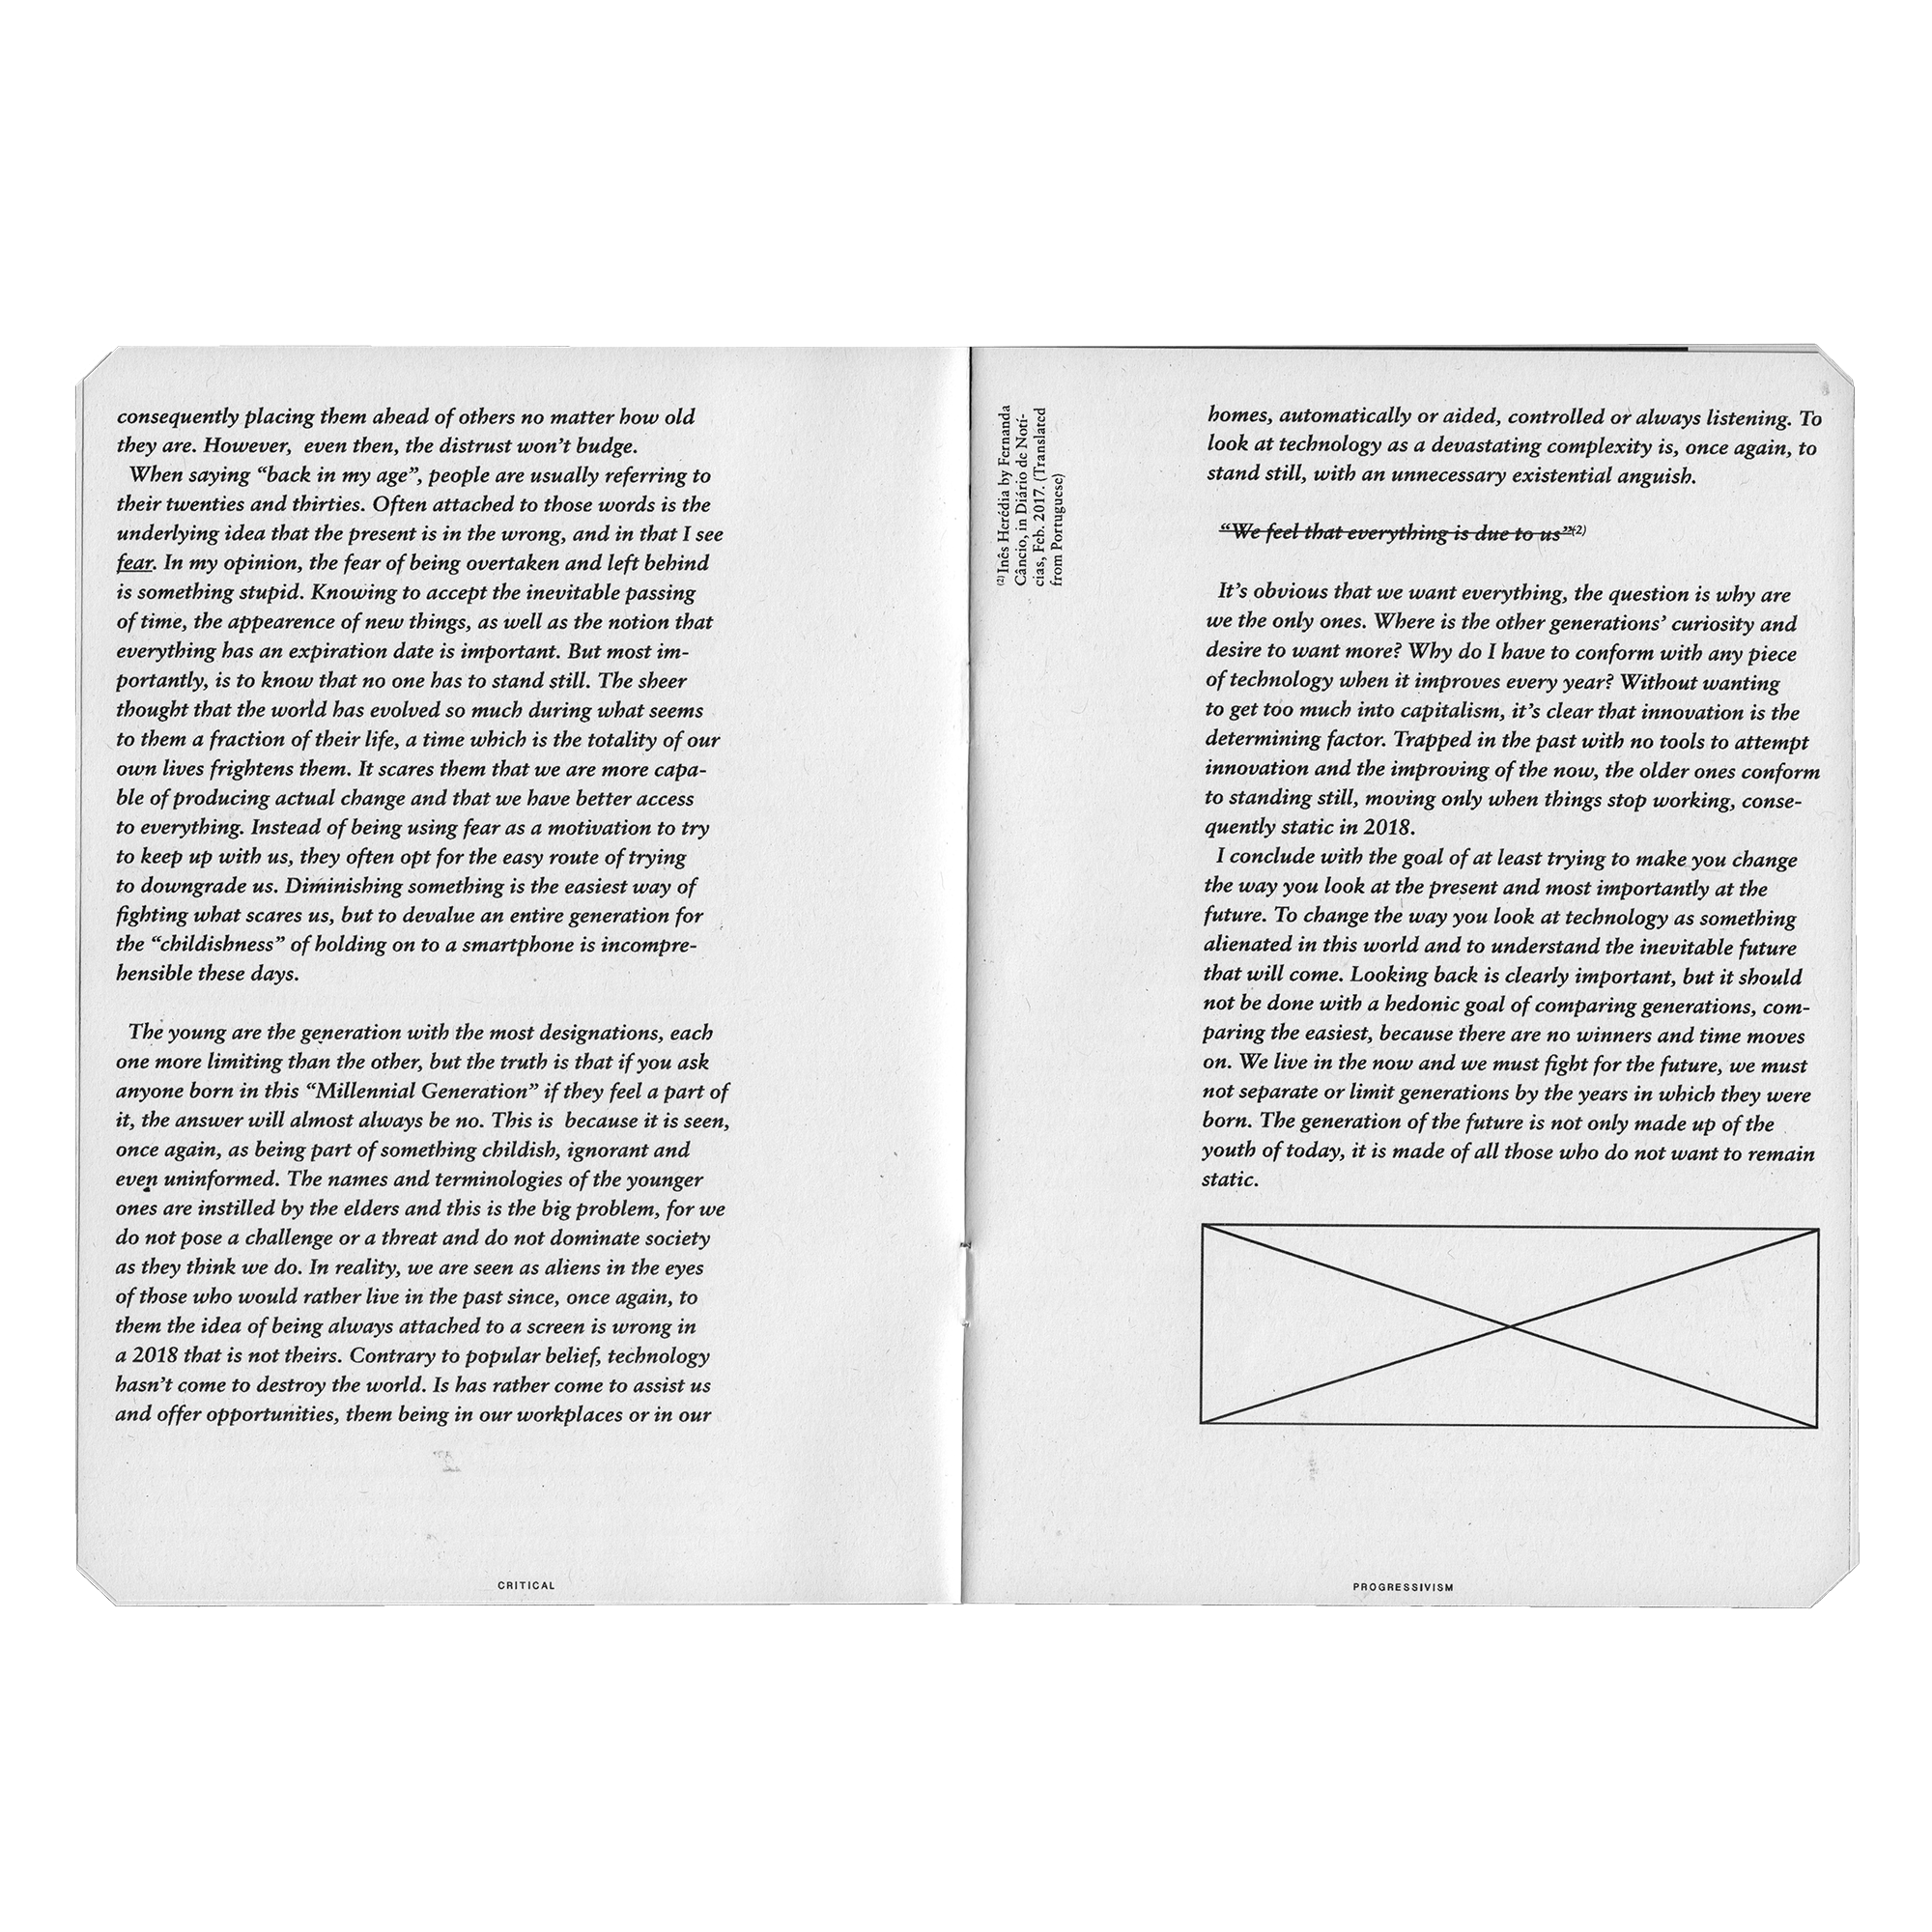 consequently placing them ahead of others no matter how old
they are. However,  even then, the distrust won’t budge.
When saying “back in my age”, people are usually referring to
their twenties and thirties. Often attached to those words is the
underlying idea that the present is in the wrong, and in that I see
fear. In my opinion, the fear of being overtaken and left behind
is something stupid. Knowing to accept the inevitable passing
of time, the appearence of new things, as well as the notion that
everything has an expiration date is important. But most im-
portantly, is to know that no one has to stand still. The sheer
thought that the world has evolved so much during what seems
to them a fraction of their life, a time which is the totality of our
own lives frightens them. It scares them that we are more capa-
ble of producing actual change and that we have better access
to everything. Instead of being using fear as a motivation to try
to keep up with us, they often opt for the easy route of trying
to downgrade us. Diminishing something is the easiest way of
fighting what scares us, but to devalue an entire generation for
the “childishness” of holding on to a smartphone is incompre-
hensible these days.
The young are the generation with the most designations, each
one more limiting than the other, but the truth is that if you ask
anyone born in this “Millennial Generation” if they feel a part of
it, the answer will almost always be no. This is  because it is seen,
once again, as being part of something childish, ignorant and
even uninformed. The names and terminologies of the younger
ones are instilled by the elders and this is the big problem, for we
do not pose a challenge or a threat and do not dominate society
as they think we do. In reality, we are seen as aliens in the eyes
of those who would rather live in the past since, once again, to
them the idea of being always attached to a screen is wrong in
a 2018 that is not theirs. Contrary to popular belief, technology
hasn’t come to destroy the world. Is has rather come to assist us
and offer opportunities, them being in our workplaces or in our
CRITICAL
(2) Inês Herédia by Fernanda
Câncio, in Diário de Notí-
cias, Feb. 2017. (Translated
from Portuguese)
homes, automatically or aided, controlled or always listening. To
look at technology as a devastating complexity is, once again, to
stand still, with an unnecessary existential anguish.
“We feel that everything is due to us”(2)
It’s obvious that we want everything, the question is why are
we the only ones. Where is the other generations’ curiosity and
desire to want more? Why do I have to conform with any piece
of technology when it improves every year? Without wanting
to get too much into capitalism, it’s clear that innovation is the
determining factor. Trapped in the past with no tools to attempt
innovation and the improving of the now, the older ones conform
to standing still, moving only when things stop working, conse-
quently static in 2018.
I conclude with the goal of at least trying to make you change
the way you look at the present and most importantly at the
future. To change the way you look at technology as something
alienated in this world and to understand the inevitable future
that will come. Looking back is clearly important, but it should
not be done with a hedonic goal of comparing generations, com-
paring the easiest, because there are no winners and time moves
on. We live in the now and we must fight for the future, we must
not separate or limit generations by the years in which they were
born. The generation of the future is not only made up of the
youth of today, it is made of all those who do not want to remain
static.
PROGRESSIVISM